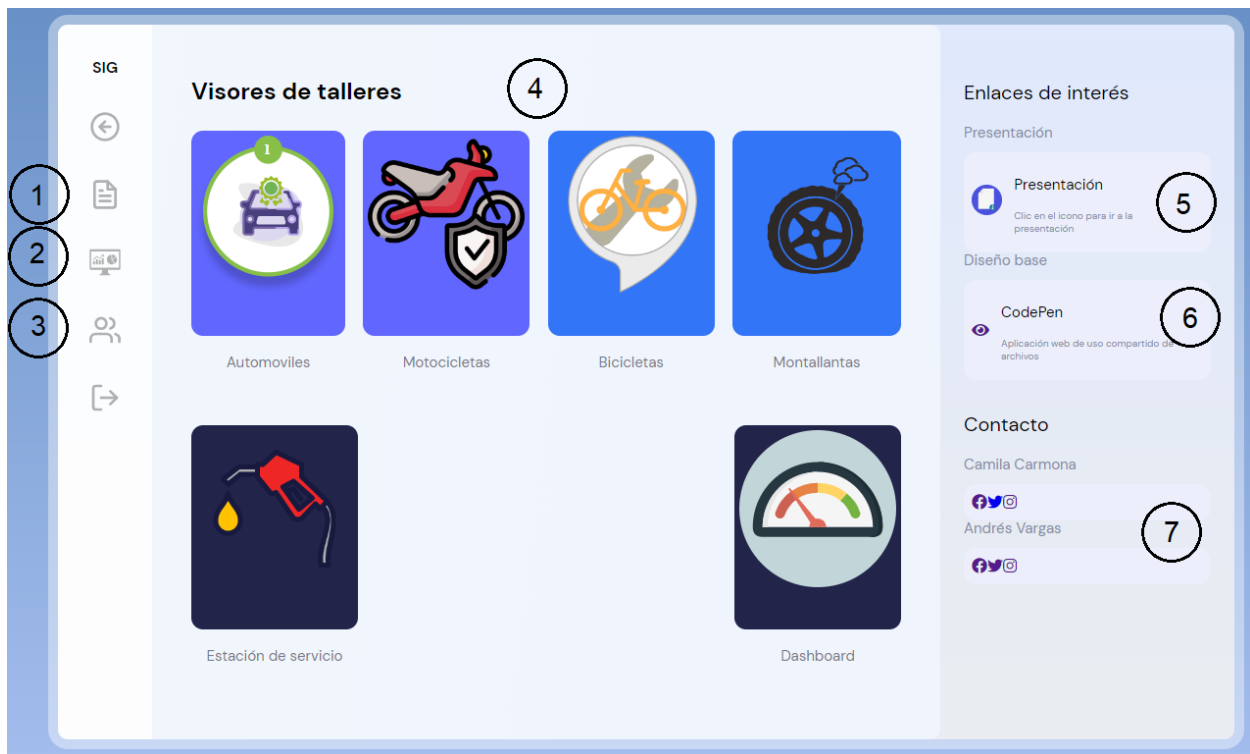 SIG
1
2
3
Visores de talleres
4
1
Automoviles
Motocicletas
Bicicletas
Montallantas
Estación de servicio
Dashboard
Enlaces de interés
Presentación
Presentación
Clic en el icono para ir a la
presentación
5
Diseño base
CodePen
Aplicación web de uso compartido de
archivos
6
Contacto
Camila Carmona
Andrés Vargas
7